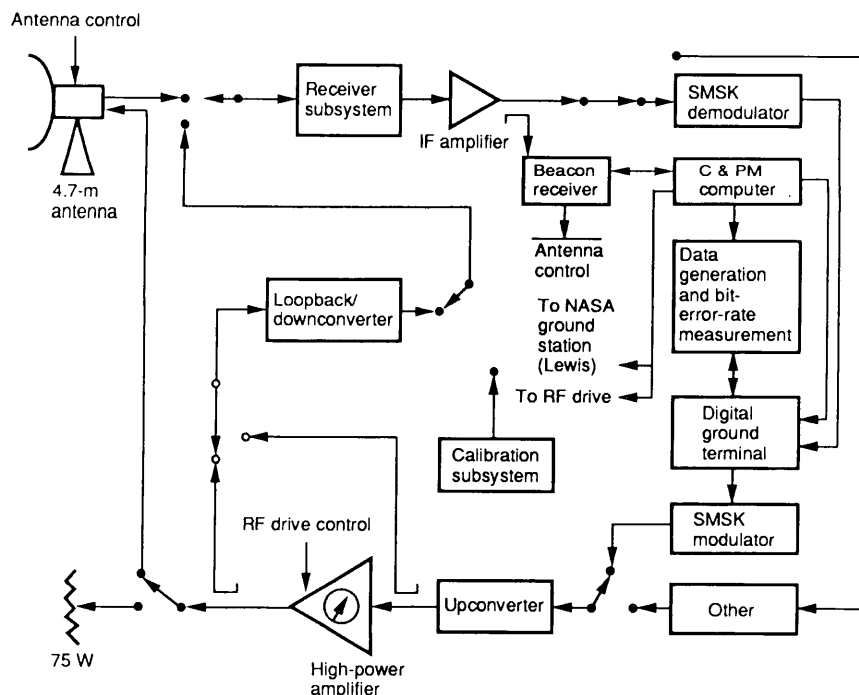 Antenna control
4.7-m
antenna
Receiver
subsystem
IF amplifier
SMSK
demodulator
Beacon
receiver
C & PM
computer
Antenna
control
Data
generation
and bit-
error-rate
measurement
Loopback/
downconverter
To NASA
ground
station
(Lewis)
To RF drive
Calibration
subsystem
Digital
ground
terminal
SMSK
modulator
RF drive control
75 W
High-power
amplifier
Upconverter
Other